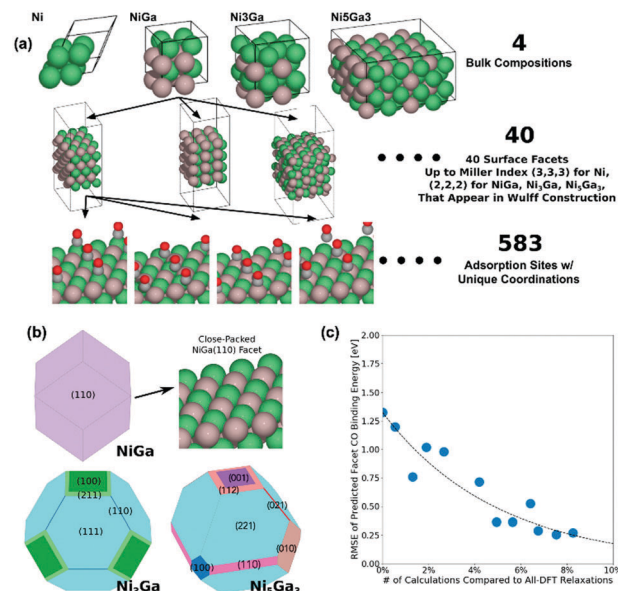 Ni
NiGa
Ni3Ga
Ni5Ga3
(a)
4
Bulk Compositions
40
40 Surface Facets
Up to Miller Index (3,3,3) for Ni,
(2,2,2) for NiGa, Ni3Ga, Ni5Ga3,
That Appear in Wulff Construction
583
Adsorption Sites w/
Unique Coordinations
(b)
(110)
NiGa
Close-Packed
NiGa(110) Facet
(100)
(211)
(110)
(111)
Ni3Ga
(001)
(112)
(021)
(221)
(010)
(100)
(110)
Ni5Ga3
(c)
RMSE of Predicted Facet CO Binding Energy [eV]
2.00
1.75
1.50
1.25
1.00
0.75
0.50
0.25
0.00
0%
2%
4%
6%
8%
10%
# of Calculations Compared to All-DFT Relaxations